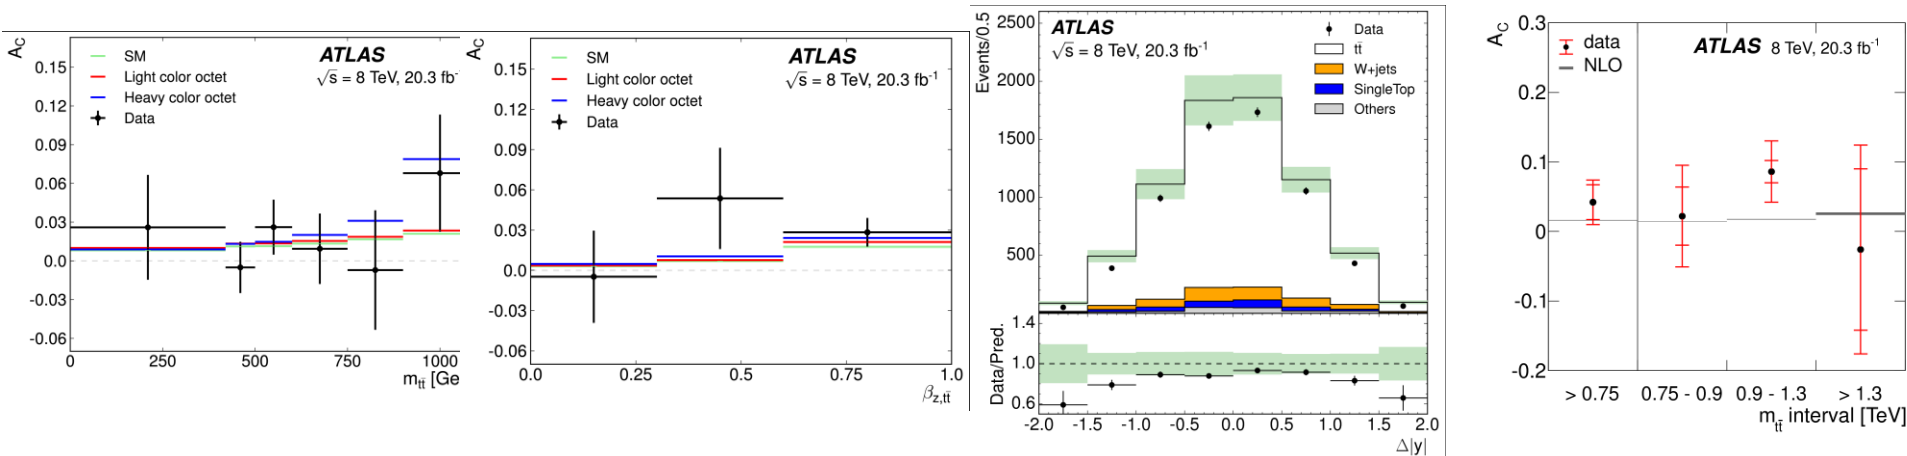 A_C
ATLAS
√s = 8 TeV, 20.3 fb⁻
SM
Light color octet
Heavy color octet
Data
0.15
0.12
0.09
0.06
0.03
0.0
-0.03
-0.06
0 250 500 750 1000
m_tt̄ [Ge
A_C
ATLAS
√s = 8 TeV, 20.3 fb⁻¹
SM
Light color octet
Heavy color octet
Data
0.15
0.12
0.09
0.06
0.03
0.0
-0.03
-0.06
0.0 0.25 0.5 0.75 1.0
β_z,tt̄
Events/0.5
ATLAS
√s = 8 TeV, 20.3 fb⁻¹
Data
tt̄
W+jets
SingleTop
Others
2500
2000
1500
1000
500
Data/Pred.
1.4
1.0
0.6
-2.0 -1.5 -1.0 -0.5 0.0 0.5 1.0 1.5 2.0
Δ|y|
A_C
data
NLO
ATLAS 8 TeV, 20.3 fb⁻¹
0.3
0.2
0.1
0
-0.1
-0.2
> 0.75 0.75 - 0.9 0.9 - 1.3 > 1.3
m_tt̄ interval [TeV]